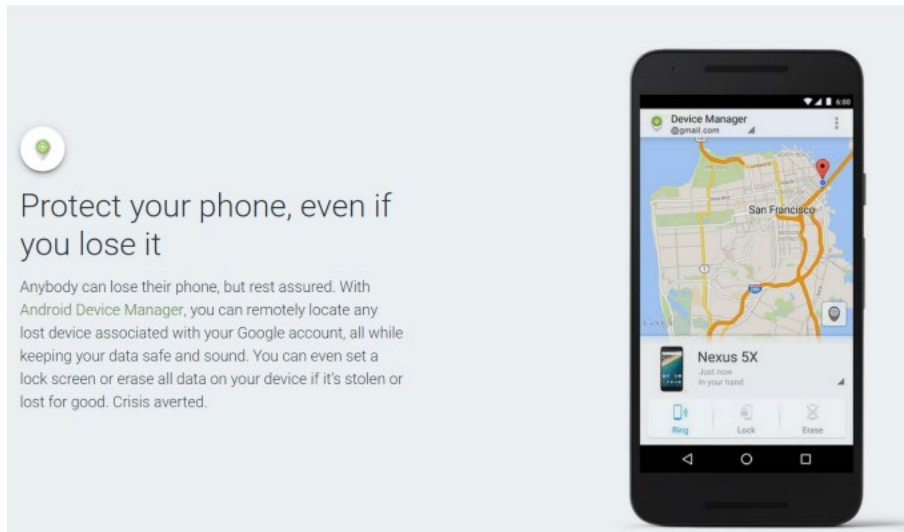 Protect your phone, even if
you lose it
Anybody can lose their phone, but rest assured. With
Android Device Manager, you can remotely locate any
lost device associated with your Google account, all while
keeping your data safe and sound. You can even set a
lock screen or erase all data on your device if it's stolen or
lost for good. Crisis averted.
6:00
Device Manager
@gmail.com
San Francisco
1
Google
Nexus 5X
Just now
In your hand
Ring
Lock
Erase